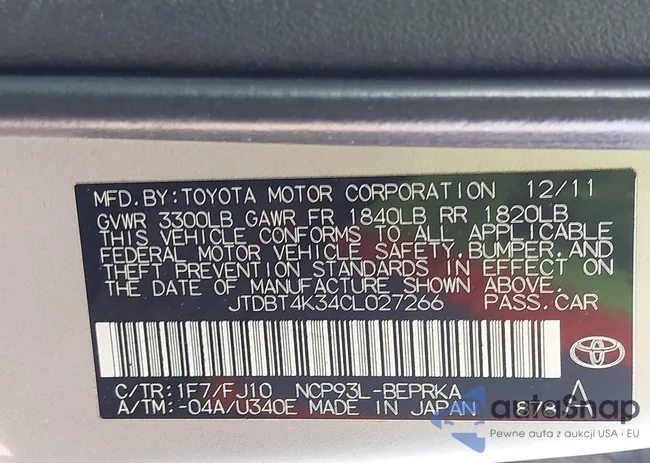 MFD. BY: TOYOTA MOTOR CORPORATION 12/11
GVWR 3300LB GAWR FR 1840LB RR 1820LB
THIS VEHICLE CONFORMS TO ALL APPLICABLE
FEDERAL MOTOR VEHICLE SAFETY, BUMPER, AND
THEFT PREVENTION STANDARDS IN EFFECT ON
THE DATE OF MANUFACTURE SHOWN ABOVE.
JTDBT4K34CL027266 PASS. CAR
C/TR: 1F7/FJ10 NCP93L-BEPRKA A
A/TM: -04A/U340E MADE IN JAPAN
autaSnap
Pewne auta z aukcji USA i EU